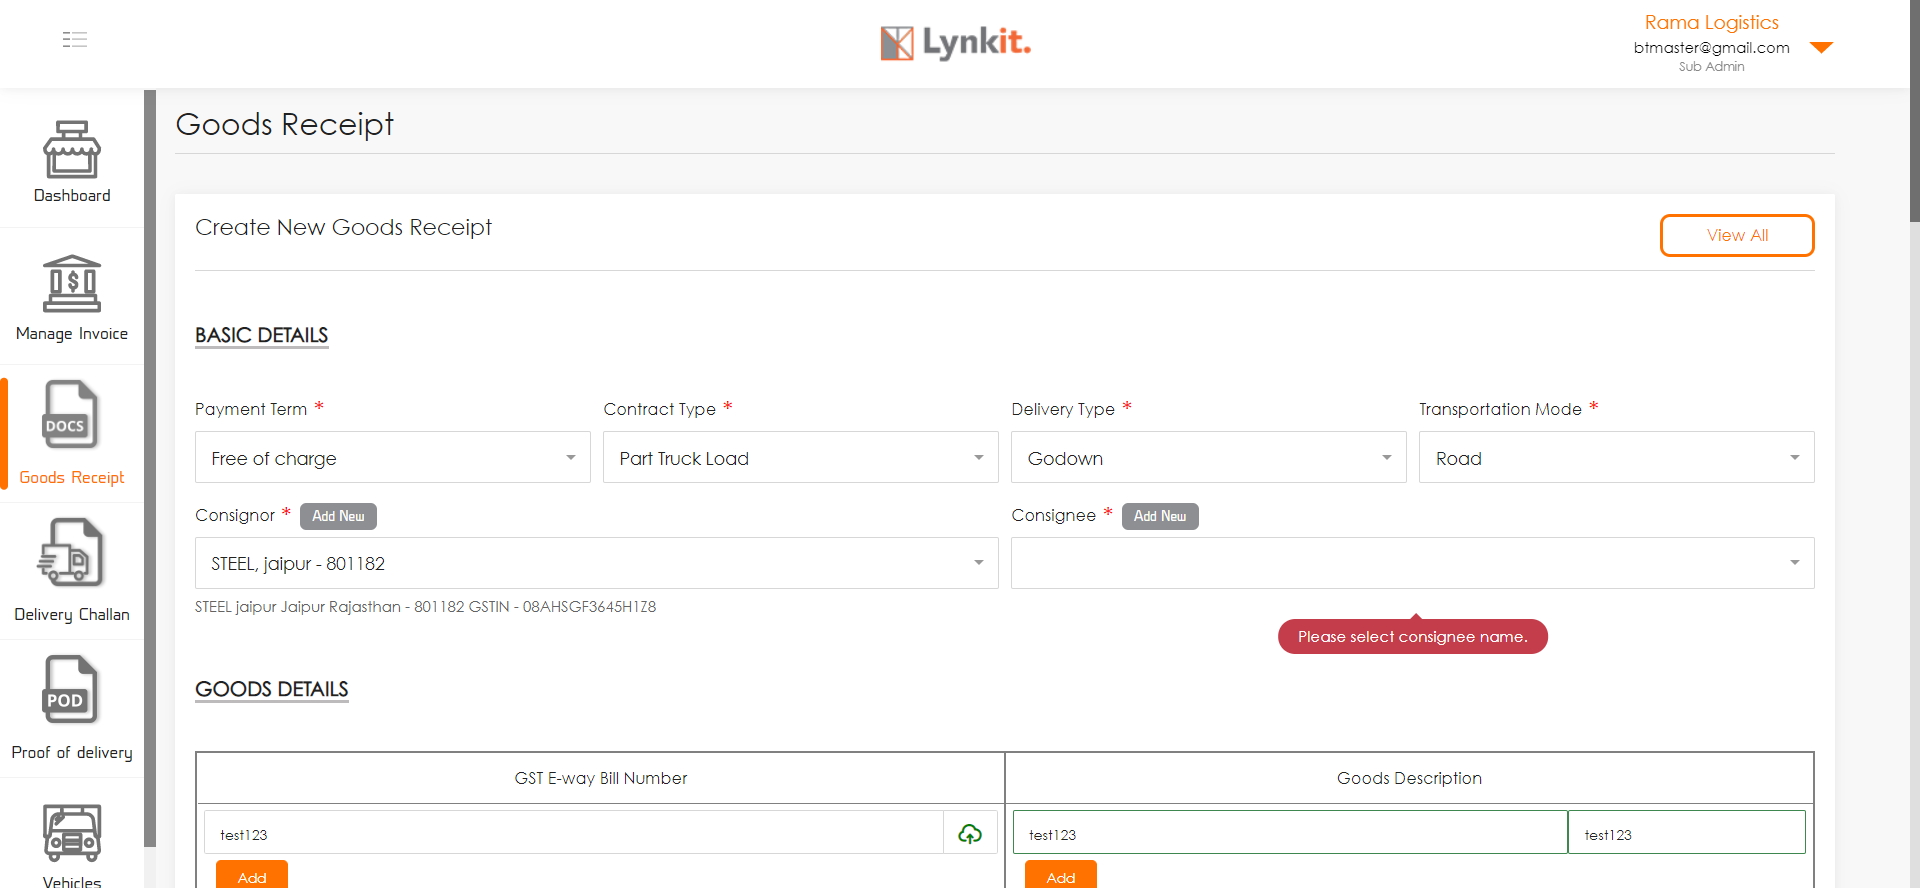 Lynkit.
Rama Logistics
btmaster@gmail.com
Sub Admin
Dashboard
Manage Invoice
DOCS
Goods Receipt
Delivery Challan
POD
Proof of delivery
Vehicles
Goods Receipt
Create New Goods Receipt
View All
BASIC DETAILS
Payment Term *
Contract Type *
Delivery Type *
Transportation Mode *
Free of charge
Part Truck Load
Godown
Road
Consignor * Add New
Consignee * Add New
STEEL, jaipur - 801182
STEEL jaipur Jaipur Rajasthan - 801182 GSTIN - 08AHSGF3645H1Z8
Please select consignee name.
GOODS DETAILS
GST E-way Bill Number
Goods Description
test123
test123
test123
Add
Add